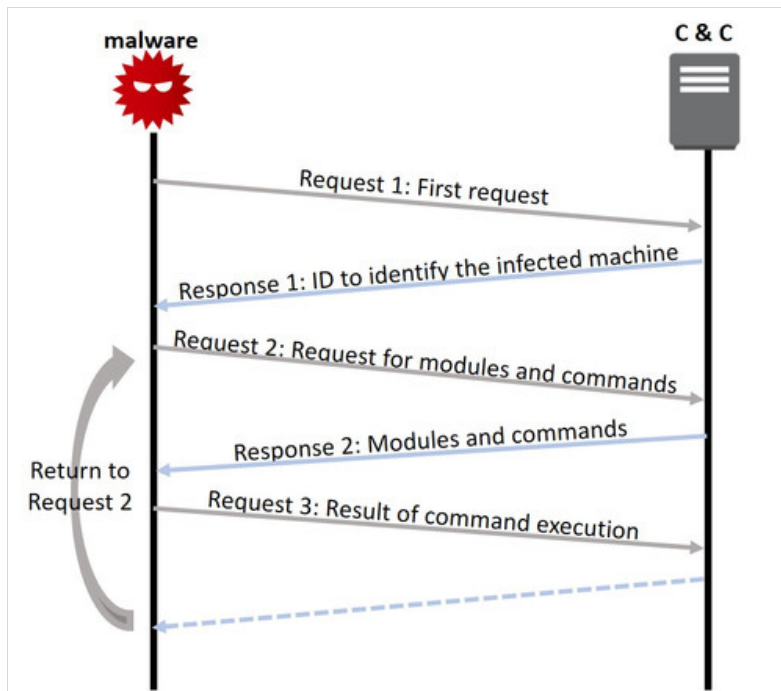 malware
C & C
Request 1: First request
Response 1: ID to identify the infected machine
Request 2: Request for modules and commands
Response 2: Modules and commands
Return to
Request 2
Request 3: Result of command execution